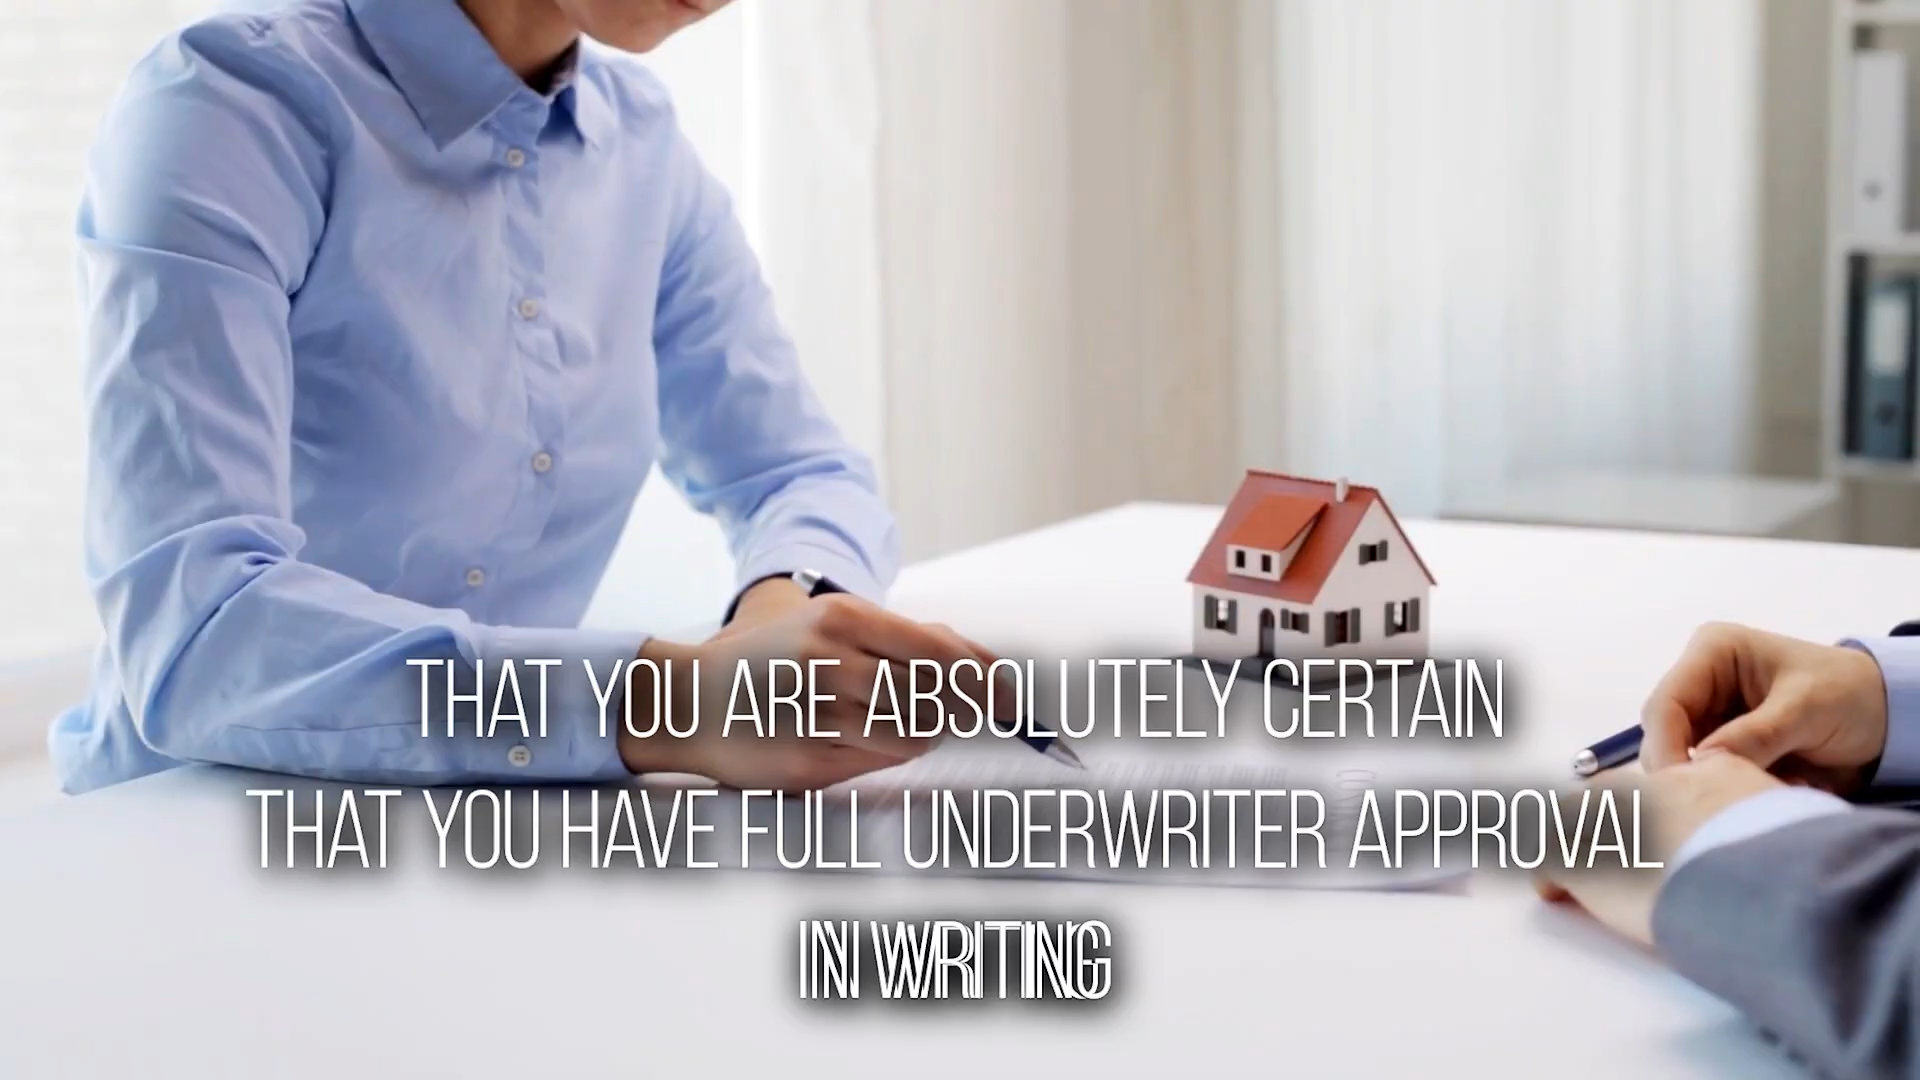 THAT YOU ARE ABSOLUTELY CERTAIN
THAT YOU HAVE FULL UNDERWRITER APPROVAL
IN WRITING